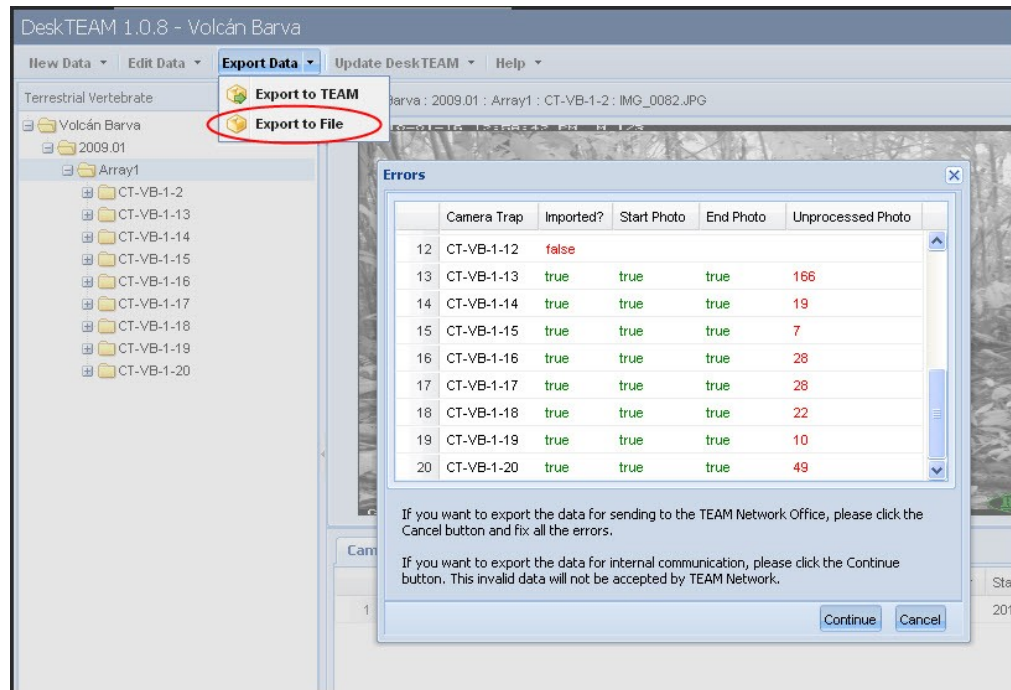 DeskTEAM 1.0.8 - Volcán Barva
New Data Edit Data Export Data Update DeskTEAM Help
Export to TEAM
Export to File
Terrestrial Vertebrate
Barva : 2009.01 : Array1 : CT-VB-1-2 : IMG_0082.JPG
Volcán Barva
2009.01
Array1
CT-VB-1-2
CT-VB-1-13
CT-VB-1-14
CT-VB-1-15
CT-VB-1-16
CT-VB-1-17
CT-VB-1-18
CT-VB-1-19
CT-VB-1-20
Errors
Camera Trap Imported? Start Photo End Photo Unprocessed Photo
12 CT-VB-1-12 false
13 CT-VB-1-13 true true true 166
14 CT-VB-1-14 true true true 19
15 CT-VB-1-15 true true true 7
16 CT-VB-1-16 true true true 28
17 CT-VB-1-17 true true true 28
18 CT-VB-1-18 true true true 22
19 CT-VB-1-19 true true true 10
20 CT-VB-1-20 true true true 49
If you want to export the data for sending to the TEAM Network Office, please click the
Cancel button and fix all the errors.
If you want to export the data for internal communication, please click the Continue
button. This invalid data will not be accepted by TEAM Network.
Continue Cancel
Cam
Sta
1 201